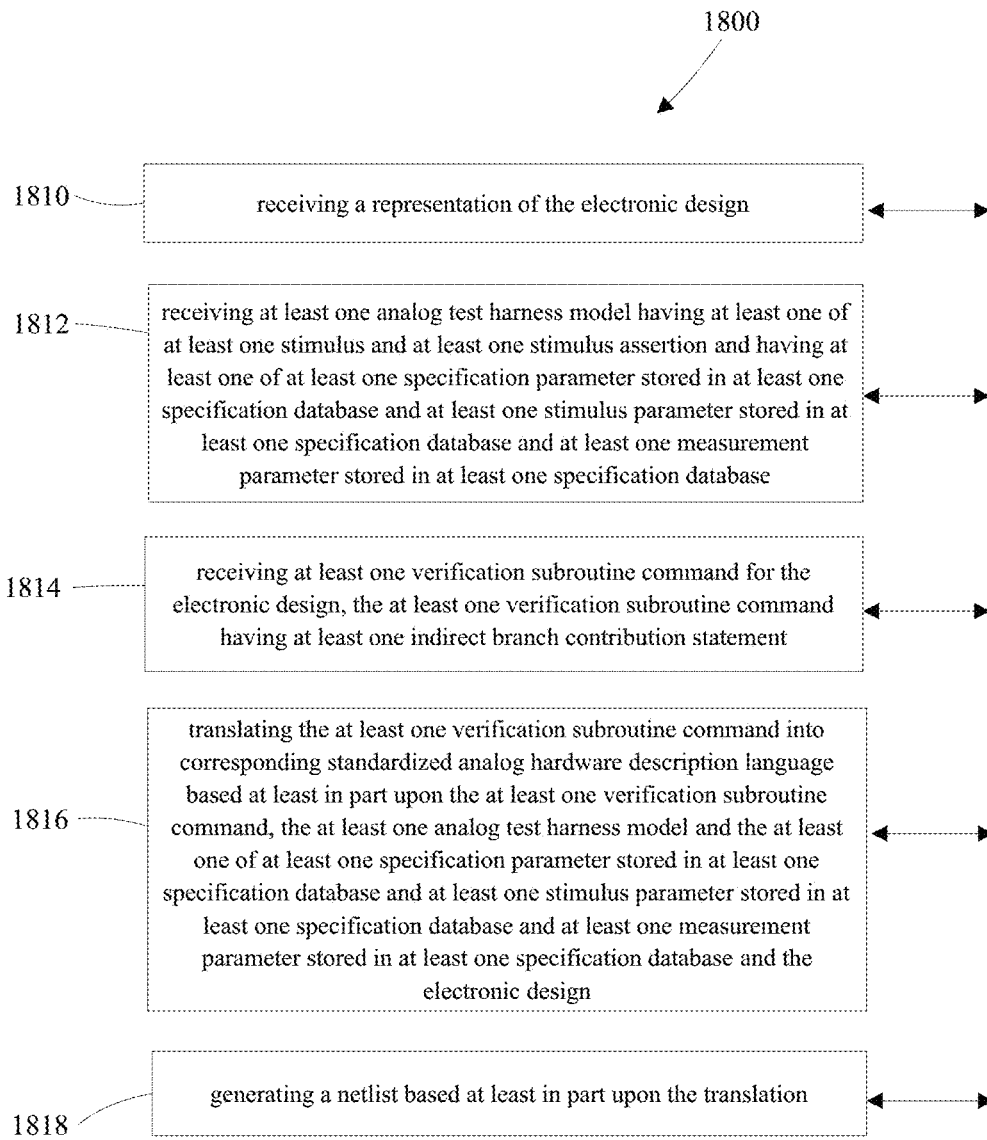 1800
1810
receiving a representation of the electronic design
1812
receiving at least one analog test harness model having at least one of
at least one stimulus and at least one stimulus assertion and having at
least one of at least one specification parameter stored in at least one
specification database and at least one stimulus parameter stored in at
least one specification database and at least one measurement
parameter stored in at least one specification database
1814
receiving at least one verification subroutine command for the
electronic design, the at least one verification subroutine command
having at least one indirect branch contribution statement
1816
translating the at least one verification subroutine command into
corresponding standardized analog hardware description language
based at least in part upon the at least one verification subroutine
command, the at least one analog test harness model and the at least
one of at least one specification parameter stored in at least one
specification database and at least one stimulus parameter stored in at
least one specification database and at least one measurement
parameter stored in at least one specification database and the
electronic design
1818
generating a netlist based at least in part upon the translation